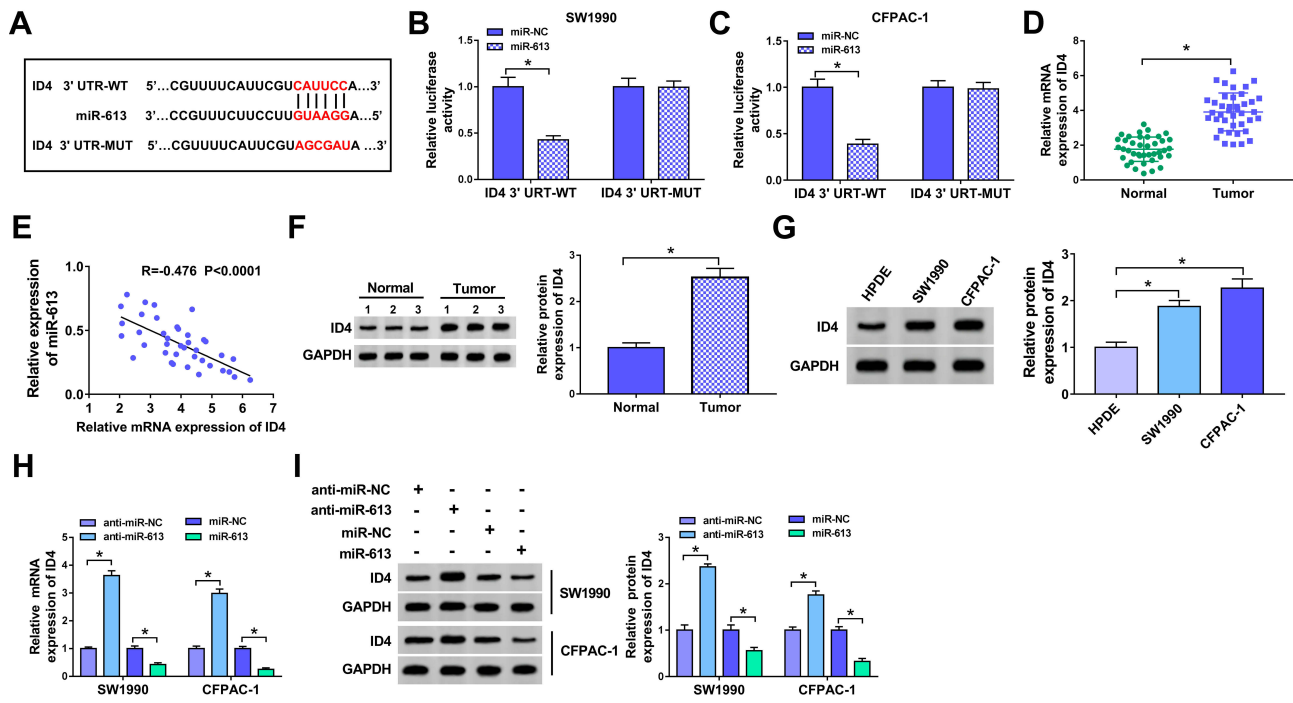 A
ID4 3' UTR-WT 5'...CGUUUUCAUUCGUCAUUCCA...3'
miR-613 3'...CCGUUUCUUCCUUGUAAGGA...5'
ID4 3' UTR-MUT 5'...CGUUUUCAUUCGUAGCGAUA ...3'
B
SW1990
miR-NC
miR-613
Relative luciferase
activity
1.5
1.0
0.5
0.0
*
ID4 3' URT-WT ID4 3' URT-MUT
C
CFPAC-1
miR-NC
miR-613
Relative luciferase
activity
1.5
1.0
0.5
0.0
*
ID4 3' URT-WT ID4 3' URT-MUT
D
Relative mRNA
expression of ID4
8
6
4
2
0
*
Normal Tumor
E
R=-0.476 P<0.0001
Relative expression
of miR-613
1.0
0.5
0.0
1 2 3 4 5 6 7
Relative mRNA expression of ID4
F
Normal Tumor
1 2 3 1 2 3
ID4
GAPDH
Relative protein
expression of ID4
3
2
1
0
*
Normal Tumor
G
HPDE SW1990 CFPAC-1
ID4
GAPDH
Relative protein
expression of ID4
3
2
1
0
*
*
HPDE SW1990 CFPAC-1
H
anti-miR-NC miR-NC
anti-miR-613 miR-613
Relative mRNA
expression of ID4
5
4
3
2
1
0
* * * *
SW1990 CFPAC-1
I
anti-miR-NC + - - -
anti-miR-613 - + - -
miR-NC - - + -
miR-613 - - - +
ID4
GAPDH
SW1990
ID4
GAPDH
CFPAC-1
anti-miR-NC miR-NC
anti-miR-613 miR-613
Relative protein
expression of ID4
3
2
1
0
* * * *
SW1990 CFPAC-1